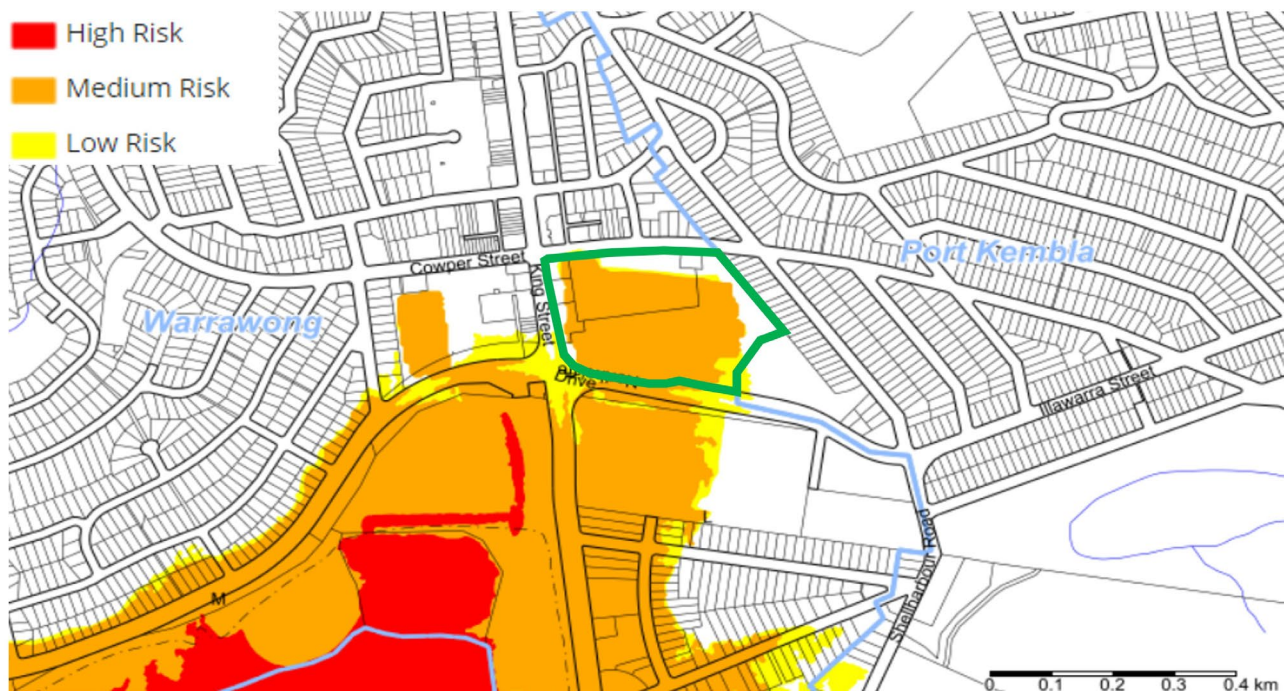 High Risk
Medium Risk
Low Risk
Cowper Street
King Street
Port Kembla
Warrawong
Drive
Illawarra Street
Shellharbour Road
M
0 0.1 0.2 0.3 0.4 km